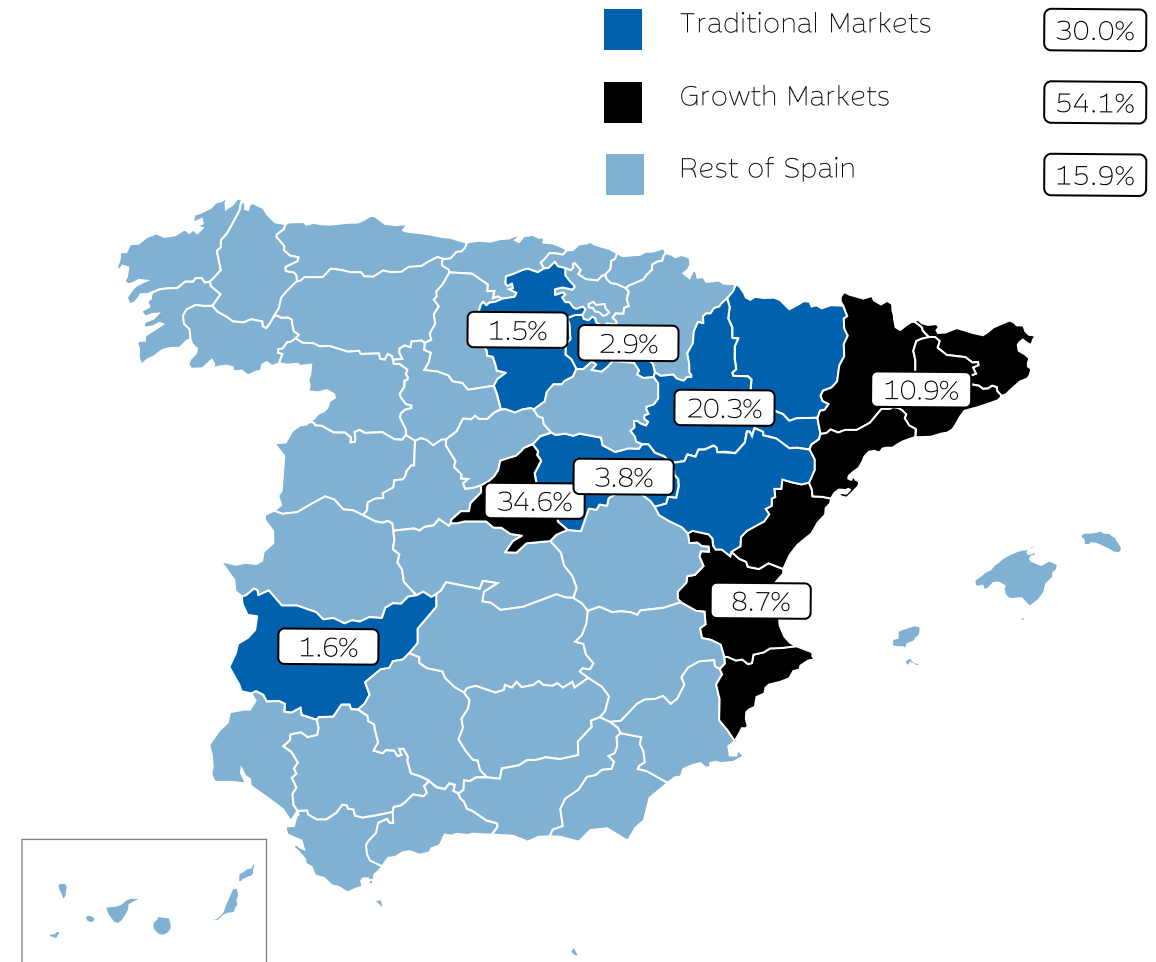 Traditional Markets 30.0%
Growth Markets 54.1%
Rest of Spain 15.9%
1.5%
2.9%
10.9%
20.3%
3.8%
34.6%
8.7%
1.6%